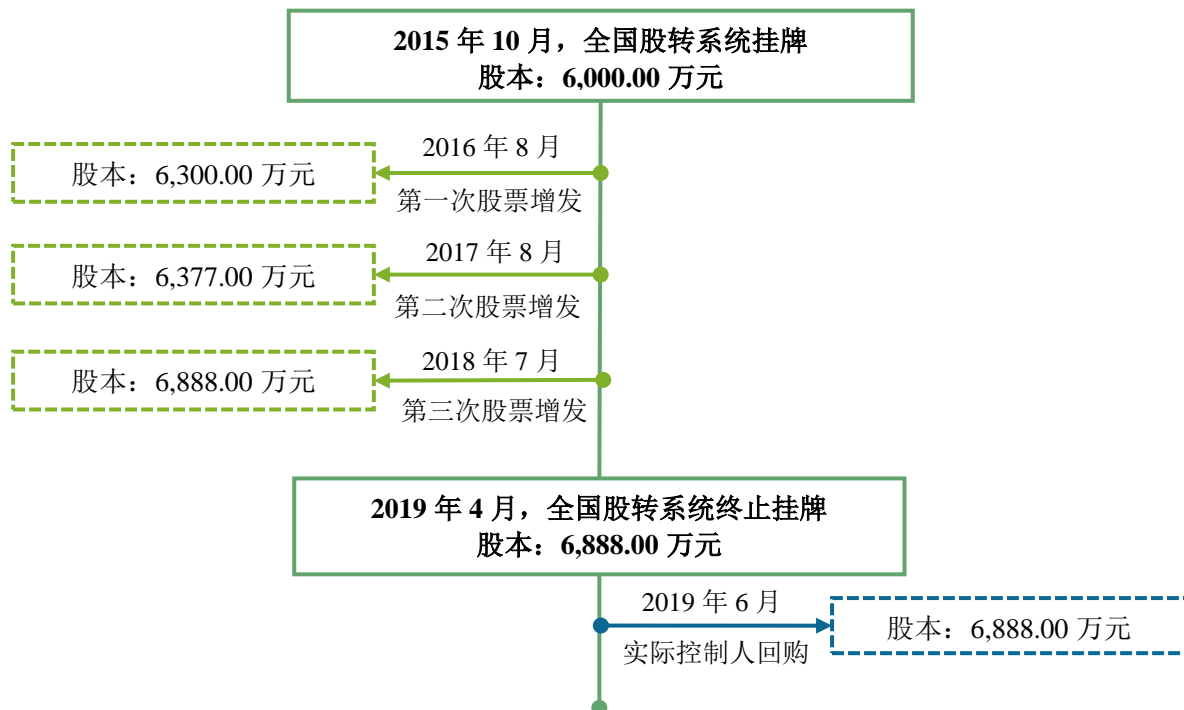 2015 年 10 月，全国股转系统挂牌
股本：6,000.00 万元
2016 年 8 月
股本：6,300.00 万元
第一次股票增发
2017 年 8 月
股本：6,377.00 万元
第二次股票增发
2018 年 7 月
股本：6,888.00 万元
第三次股票增发
2019 年 4 月，全国股转系统终止挂牌
股本：6,888.00 万元
2019 年 6 月
股本：6,888.00 万元
实际控制人回购